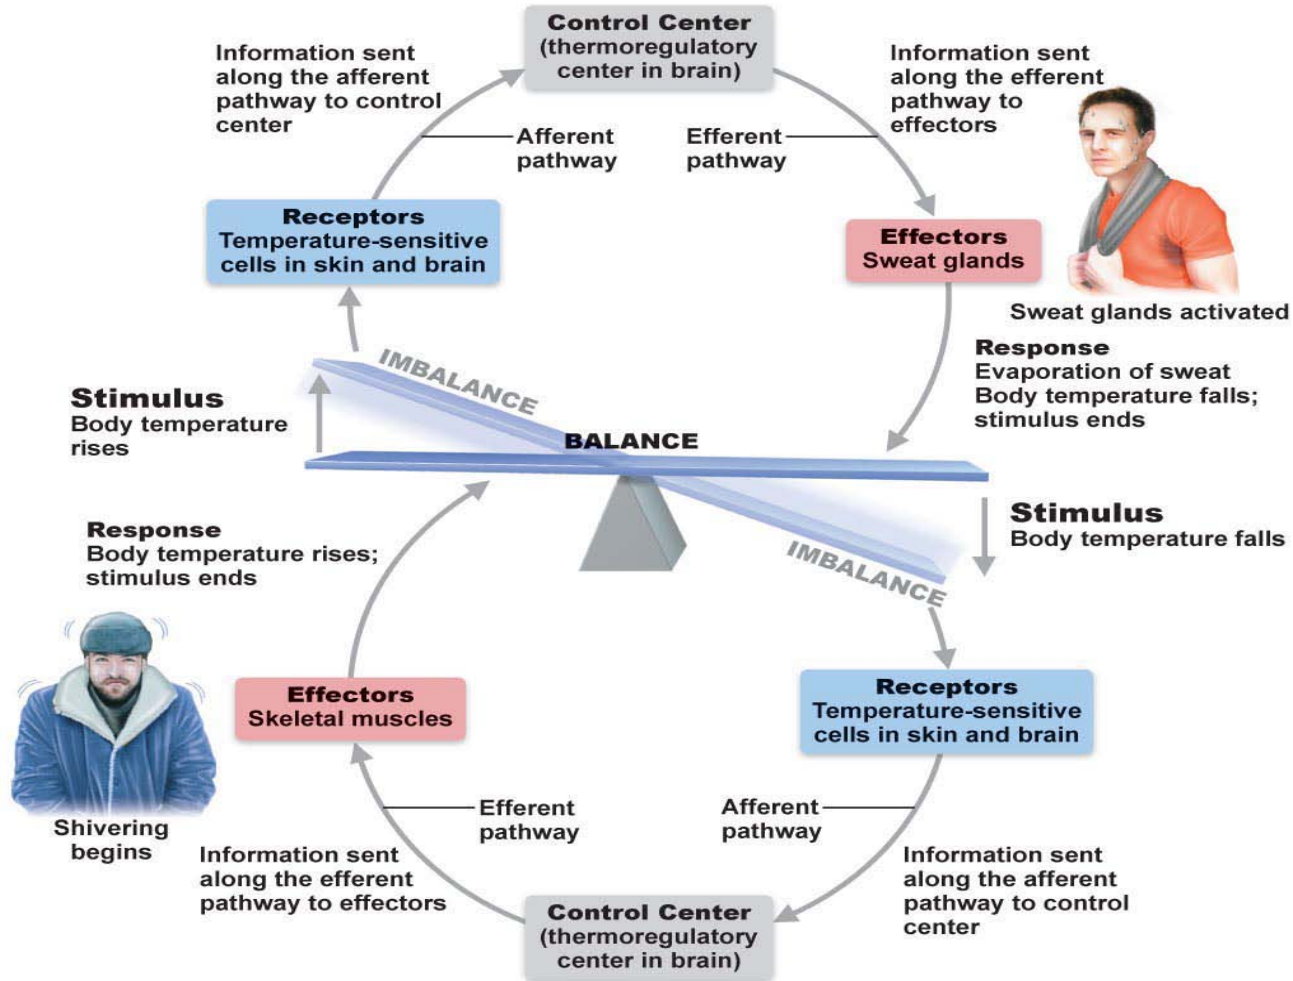 Control Center
(thermoregulatory
center in brain)
Information sent
along the afferent
pathway to control
center
Afferent
pathway
Efferent
pathway
Information sent
along the efferent
pathway to
effectors
Receptors
Temperature-sensitive
cells in skin and brain
Effectors
Sweat glands
Sweat glands activated
Response
Evaporation of sweat
Body temperature falls;
stimulus ends
IMBALANCE
Stimulus
Body temperature
rises
BALANCE
Stimulus
Body temperature falls
IMBALANCE
Response
Body temperature rises;
stimulus ends
Shivering
begins
Effectors
Skeletal muscles
Receptors
Temperature-sensitive
cells in skin and brain
Efferent
pathway
Afferent
pathway
Information sent
along the efferent
pathway to effectors
Information sent
along the afferent
pathway to control
center
Control Center
(thermoregulatory
center in brain)